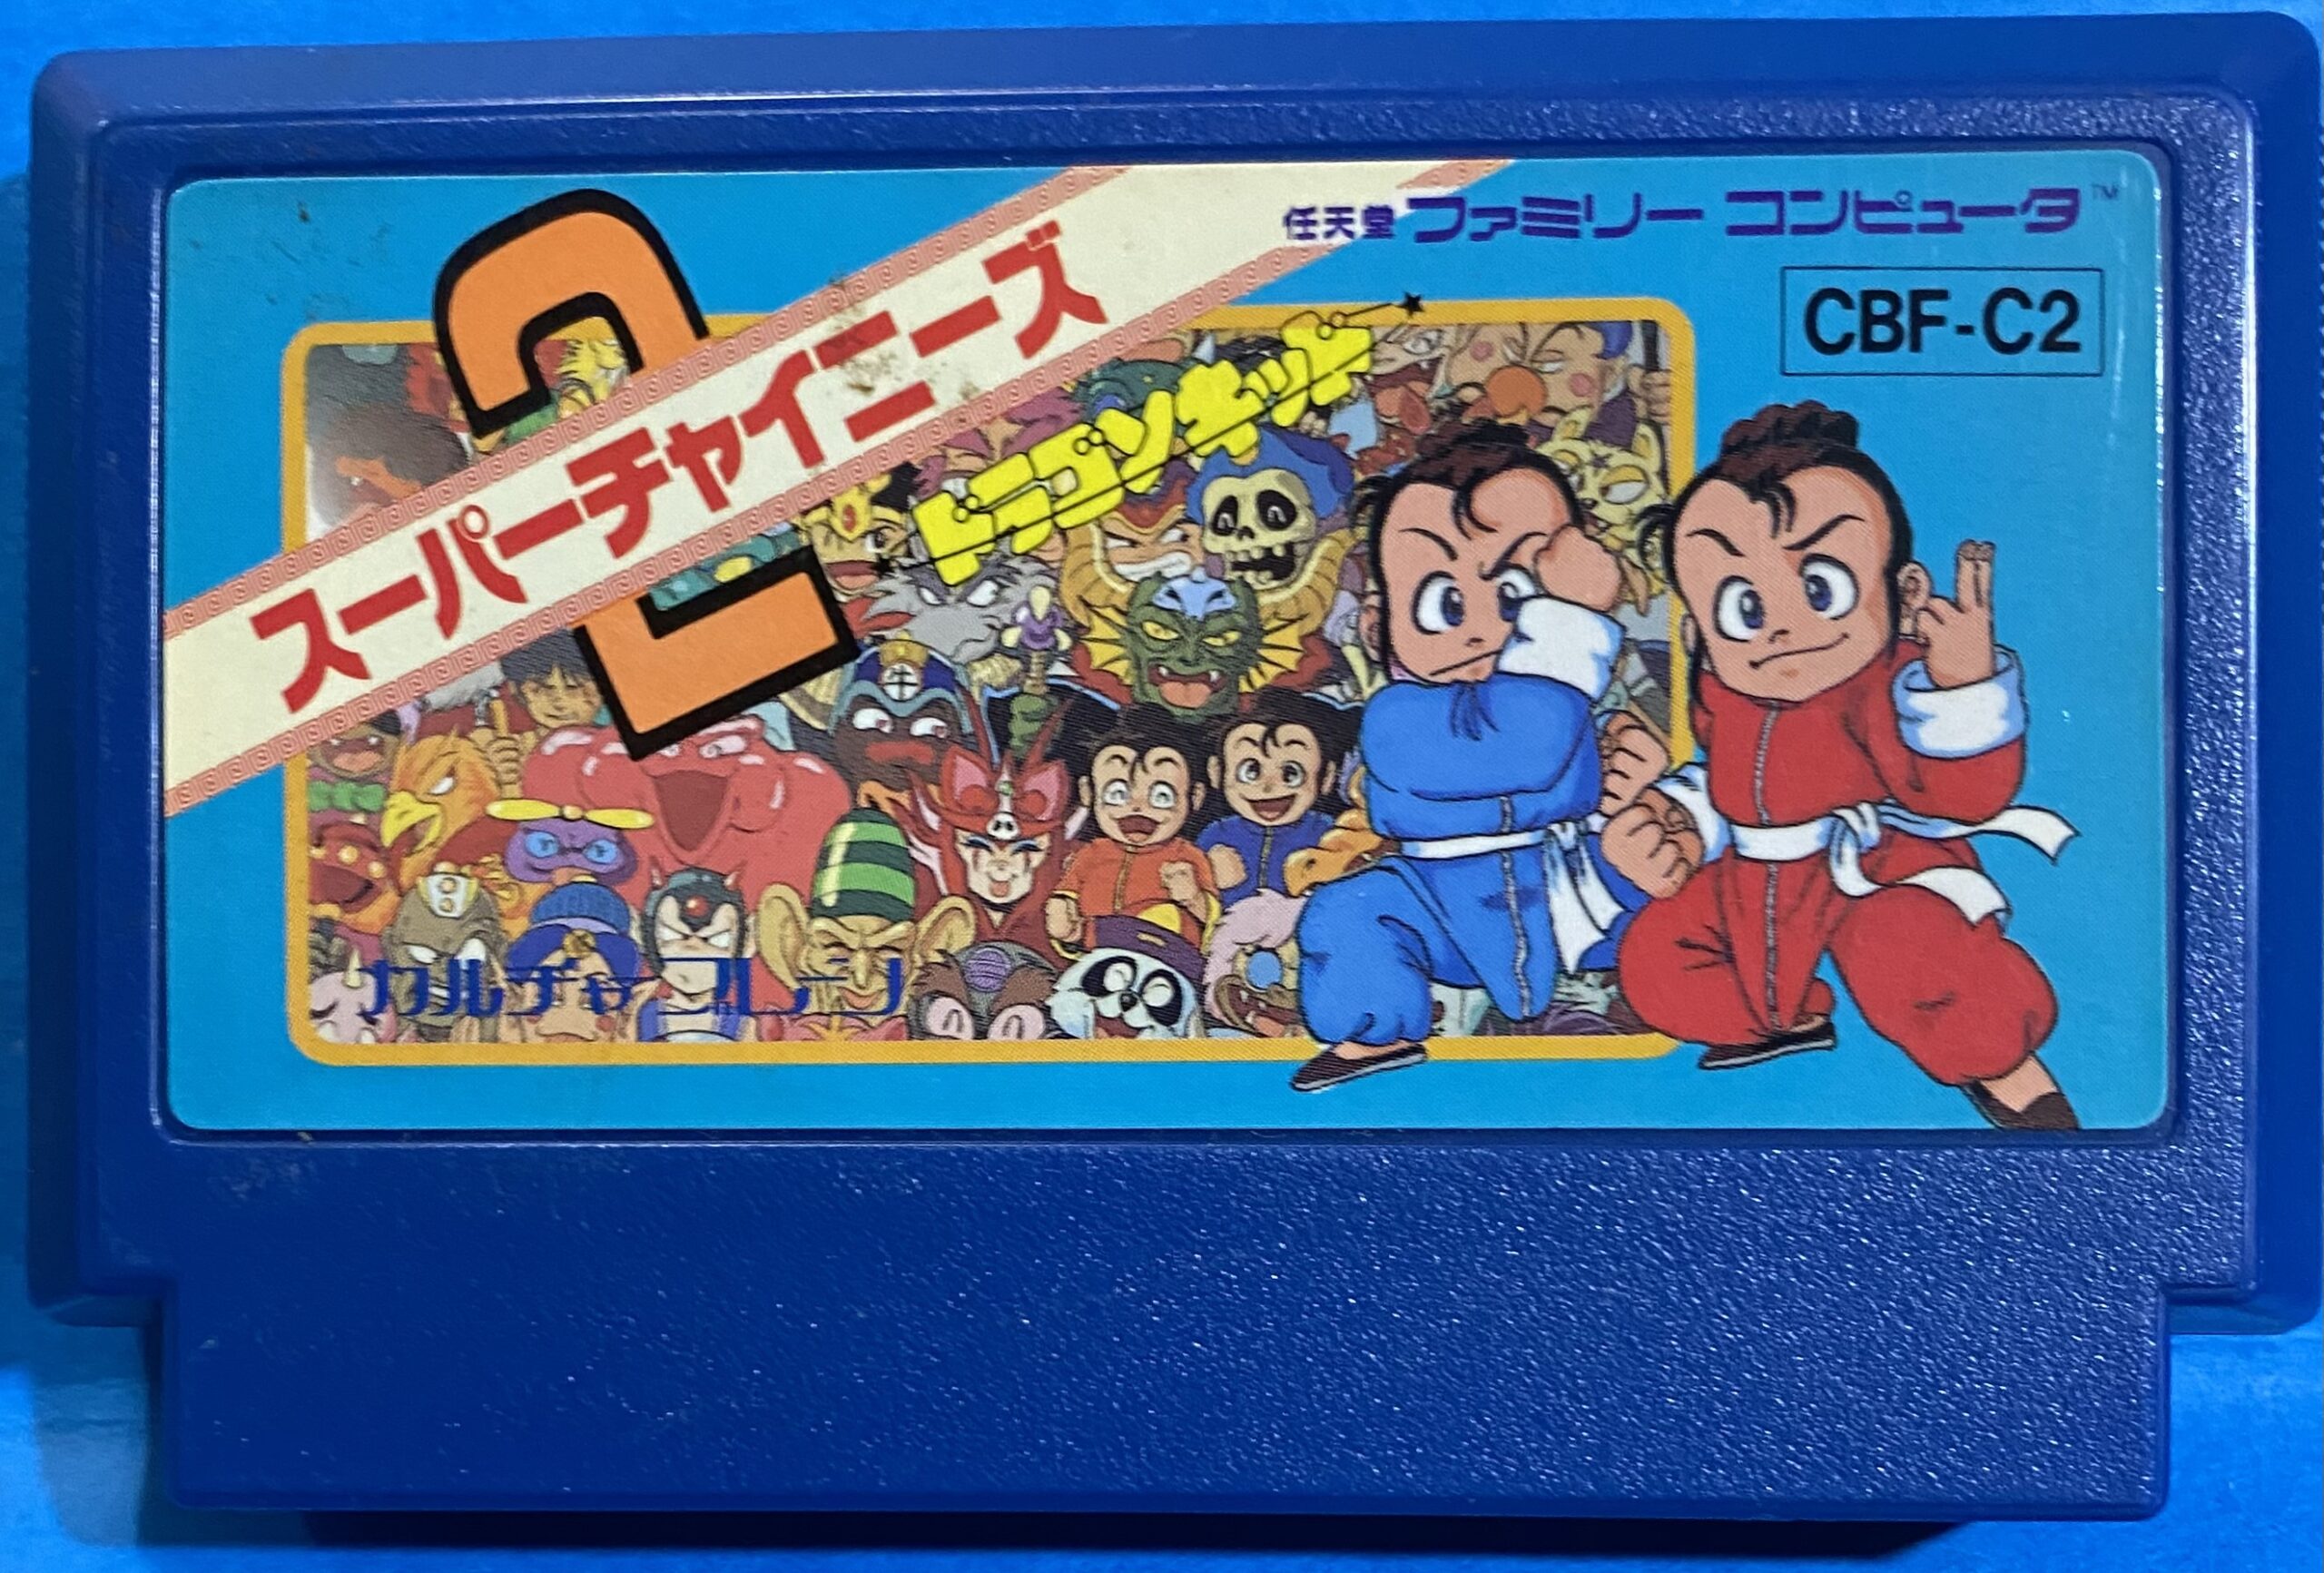 任天堂 ファミリー コンピュータ™
CBF-C2
スーパーチャイニーズ
2
ドラゴンキッド
カルチャーブレーン